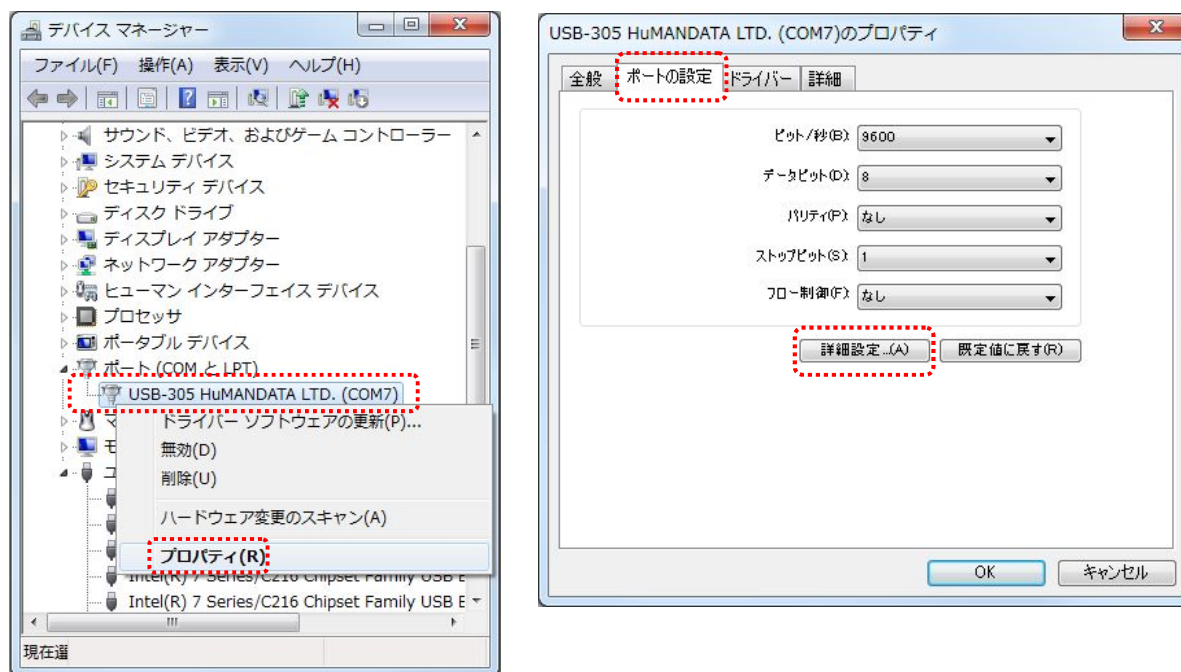 デバイス マネージャー
ファイル(F) 操作(A) 表示(V) ヘルプ(H)
サウンド、ビデオ、およびゲーム コントローラー
システム デバイス
セキュリティ デバイス
ディスク ドライブ
ディスプレイ アダプター
ネットワーク アダプター
ヒューマン インターフェイス デバイス
プロセッサ
ポータブル デバイス
ポート (COM と LPT)
USB-305 HuMANDATA LTD. (COM7)
マ
モ
ユ
ドライバー ソフトウェアの更新(P)...
無効(D)
削除(U)
ハードウェア変更のスキャン(A)
プロパティ(R)
Intel(R) 7 Series/C216 Chipset Family USB E
Intel(R) 7 Series/C216 Chipset Family USB E
現在選
USB-305 HuMANDATA LTD. (COM7)のプロパティ
全般 ポートの設定 ドライバー 詳細
ビット/秒(B): 9600
データ ビット(D): 8
パリティ(P): なし
ストップ ビット(S): 1
フロー制御(F): なし
詳細設定...(A) 既定値に戻す(R)
OK キャンセル